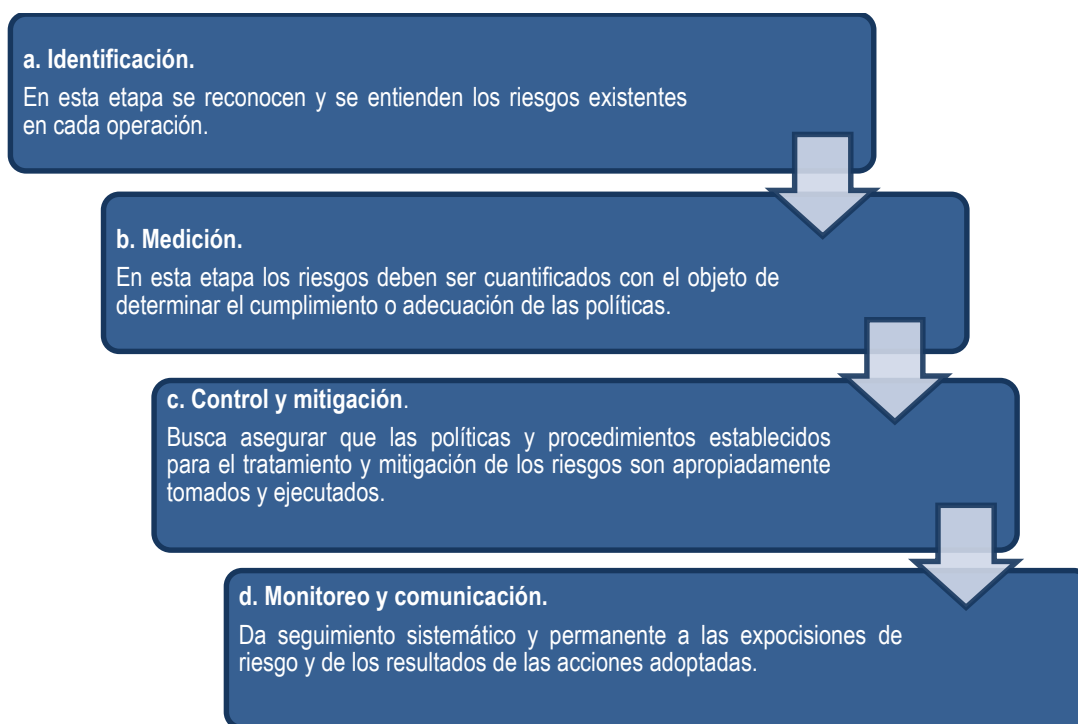 a. Identificación.
En esta etapa se reconocen y se entienden los riesgos existentes
en cada operación.
b. Medición.
En esta etapa los riesgos deben ser cuantificados con el objeto de
determinar el cumplimiento o adecuación de las políticas.
c. Control y mitigación.
Busca asegurar que las políticas y procedimientos establecidos
para el tratamiento y mitigación de los riesgos son apropiadamente
tomados y ejecutados.
d. Monitoreo y comunicación.
Da seguimiento sistemático y permanente a las expocisiones de
riesgo y de los resultados de las acciones adoptadas.